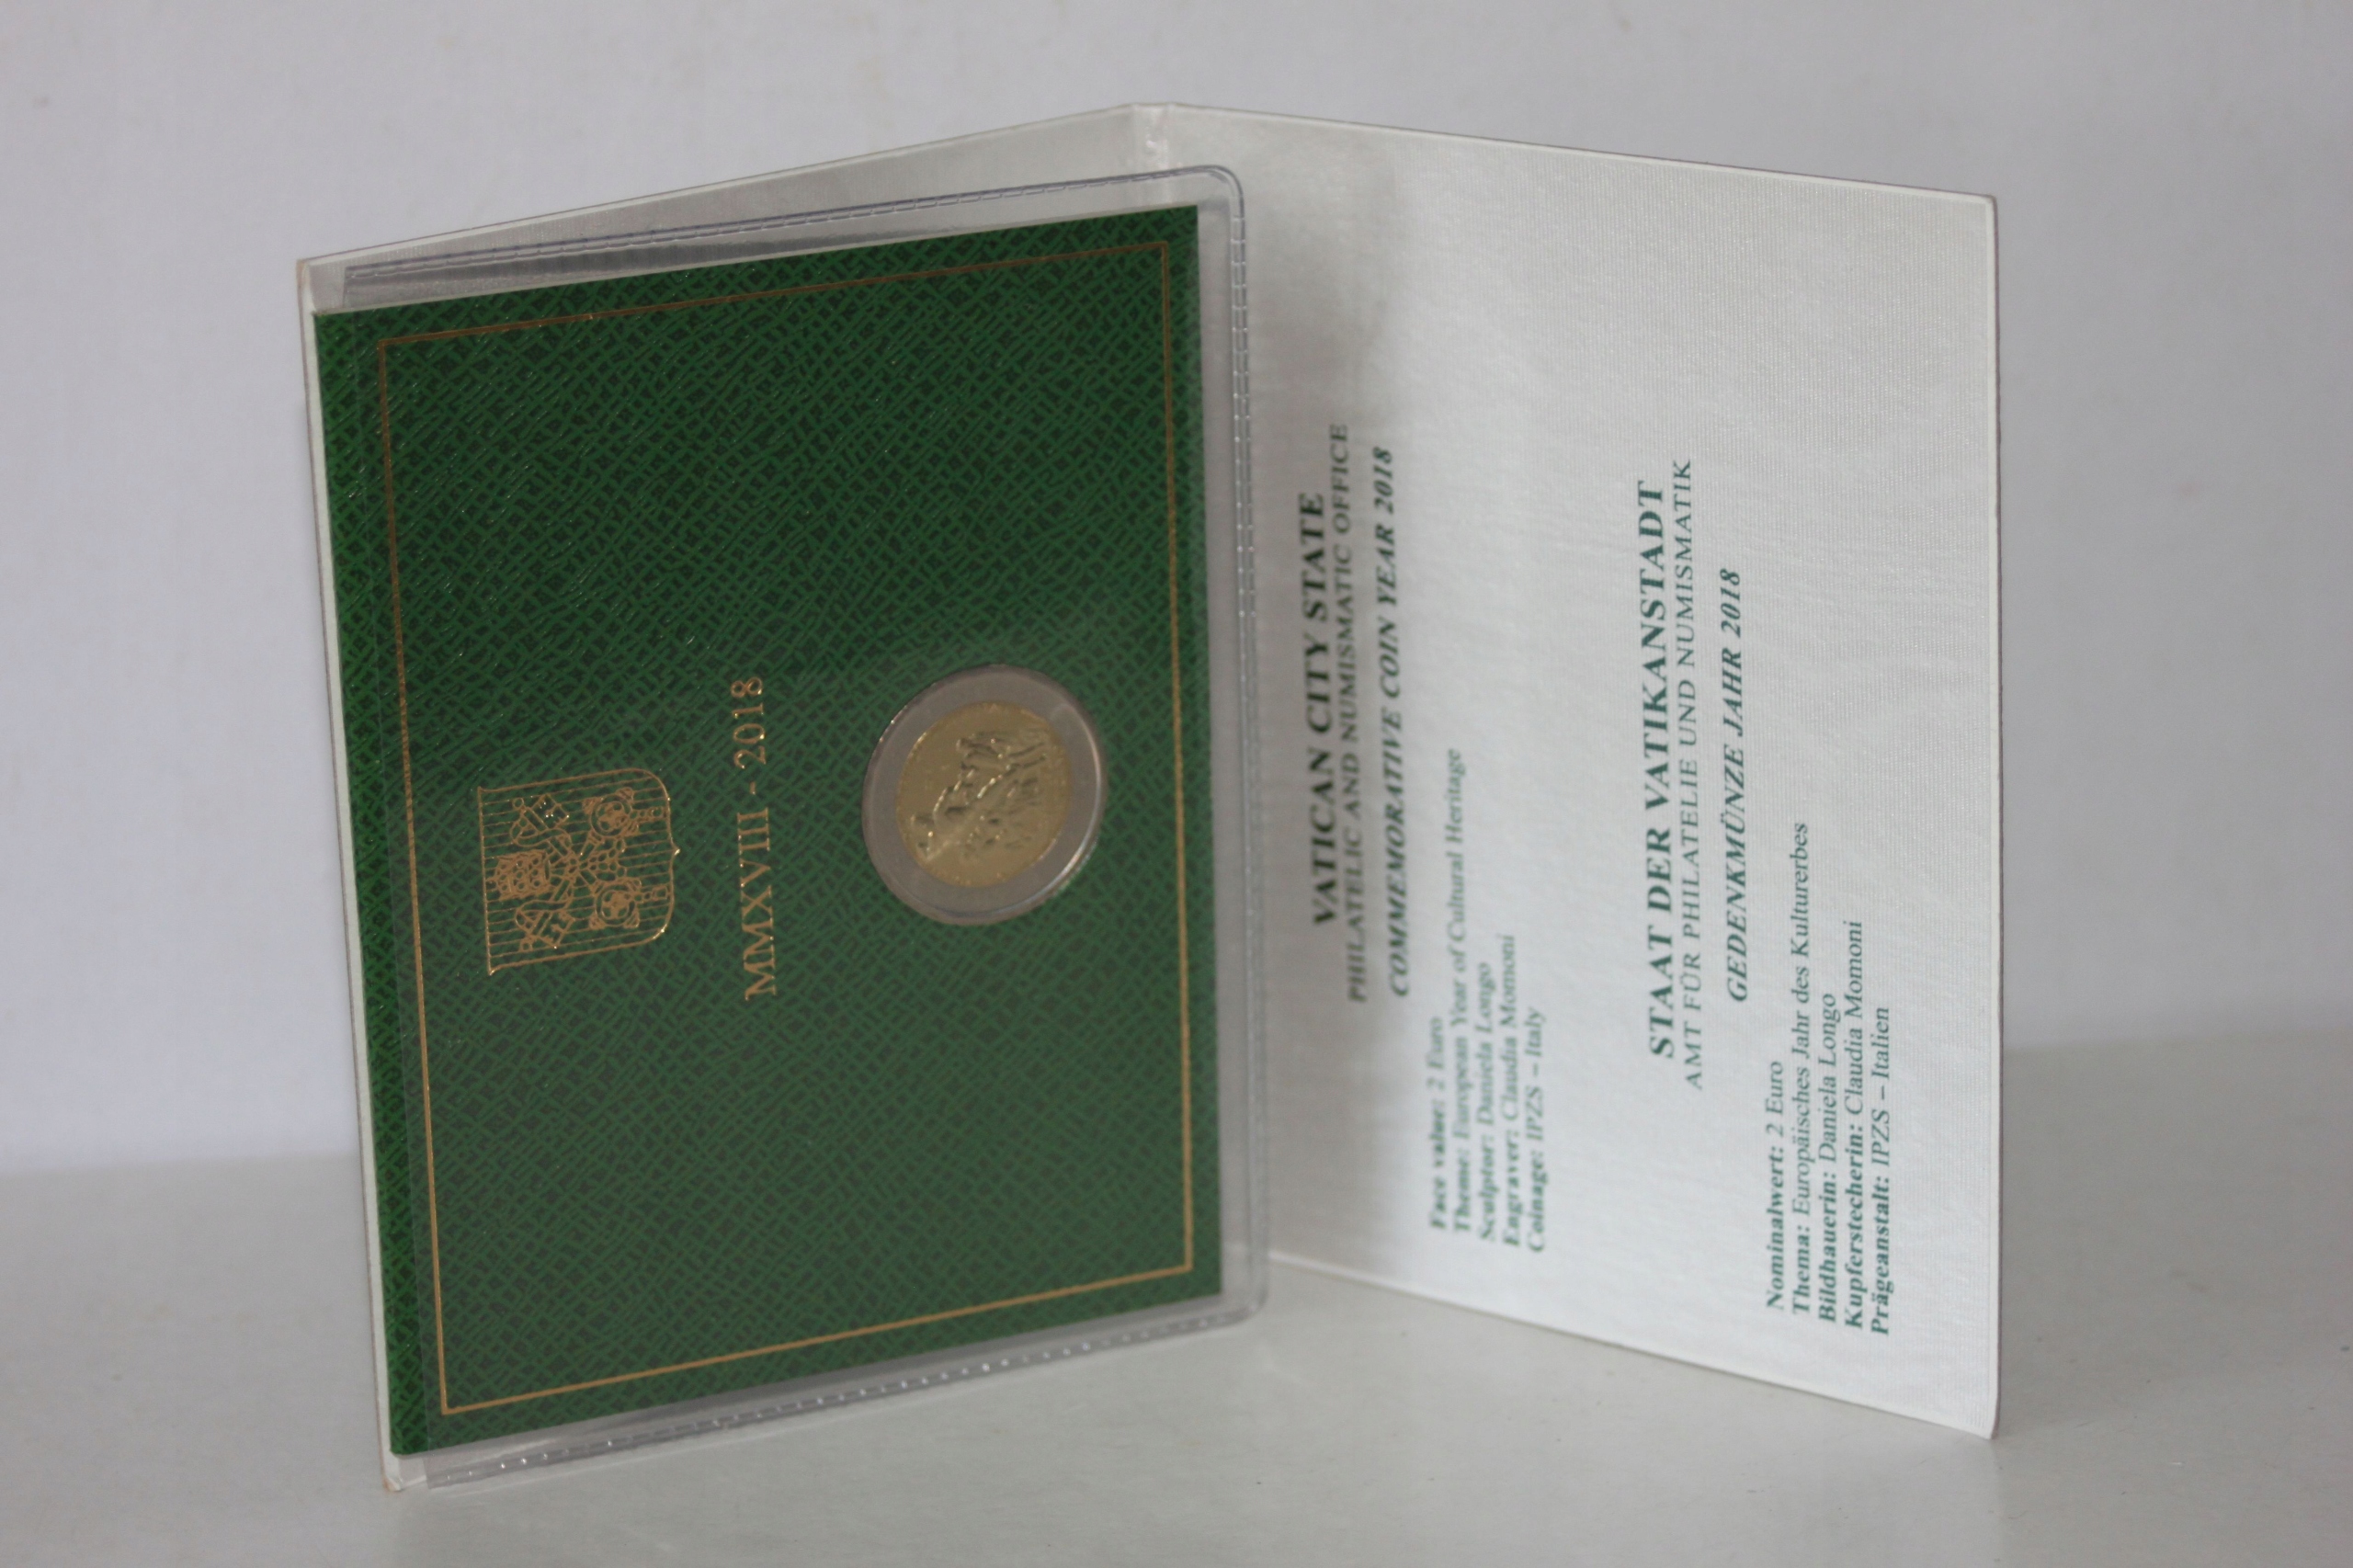 MMXVIII - 2018
VATICAN CITY STATE
PHILATELIC AND NUMISMATIC OFFICE
COMMEMORATIVE COIN YEAR 2018
Face value: 2 Euro
Theme: European Year of Cultural Heritage
Sculptor: Daniela Longo
Engraver: Claudia Momoni
Coinage: IPZS – Italy
STAAT DER VATIKANSTADT
AMT FÜR PHILATELIE UND NUMISMATIK
GEDENKMÜNZE JAHR 2018
Nominalwert: 2 Euro
Thema: Europäisches Jahr des Kulturerbes
Bildhauerin: Daniela Longo
Kupferstecherin: Claudia Momoni
Prägeanstalt: IPZS – Italien